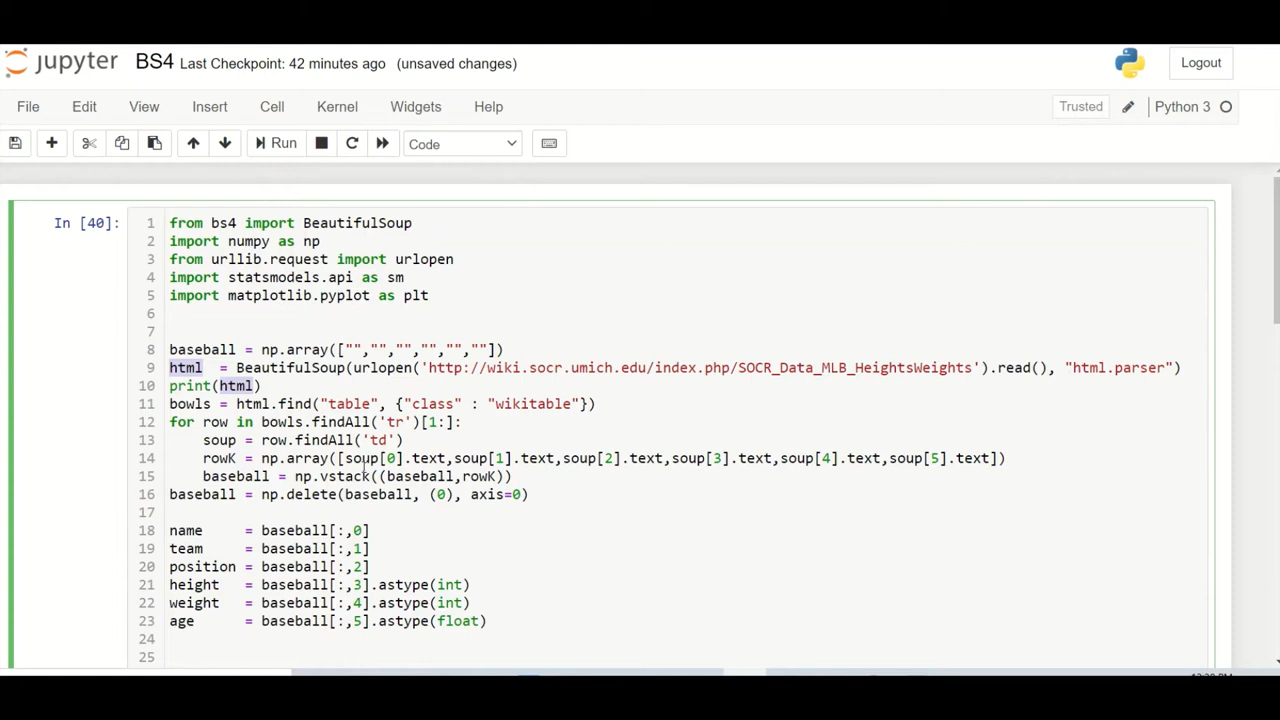 jupyter BS4 Last Checkpoint: 42 minutes ago (unsaved changes) Logout
File Edit View Insert Cell Kernel Widgets Help Trusted Python 3
Run Code
In [40]:
1 from bs4 import BeautifulSoup
2 import numpy as np
3 from urllib.request import urlopen
4 import statsmodels.api as sm
5 import matplotlib.pyplot as plt
6
7
8 baseball = np.array(["","","","","",""])
9 html  = BeautifulSoup(urlopen('http://wiki.socr.umich.edu/index.php/SOCR_Data_MLB_HeightsWeights').read(), "html.parser")
10 print(html)
11 bowls = html.find("table", {"class" : "wikitable"})
12 for row in bowls.findAll('tr')[1:]:
13     soup = row.findAll('td')
14     rowK = np.array([soup[0].text,soup[1].text,soup[2].text,soup[3].text,soup[4].text,soup[5].text])
15     baseball = np.vstack((baseball,rowK))
16 baseball = np.delete(baseball, (0), axis=0)
17
18 name     = baseball[:,0]
19 team     = baseball[:,1]
20 position = baseball[:,2]
21 height   = baseball[:,3].astype(int)
22 weight   = baseball[:,4].astype(int)
23 age      = baseball[:,5].astype(float)
24
25